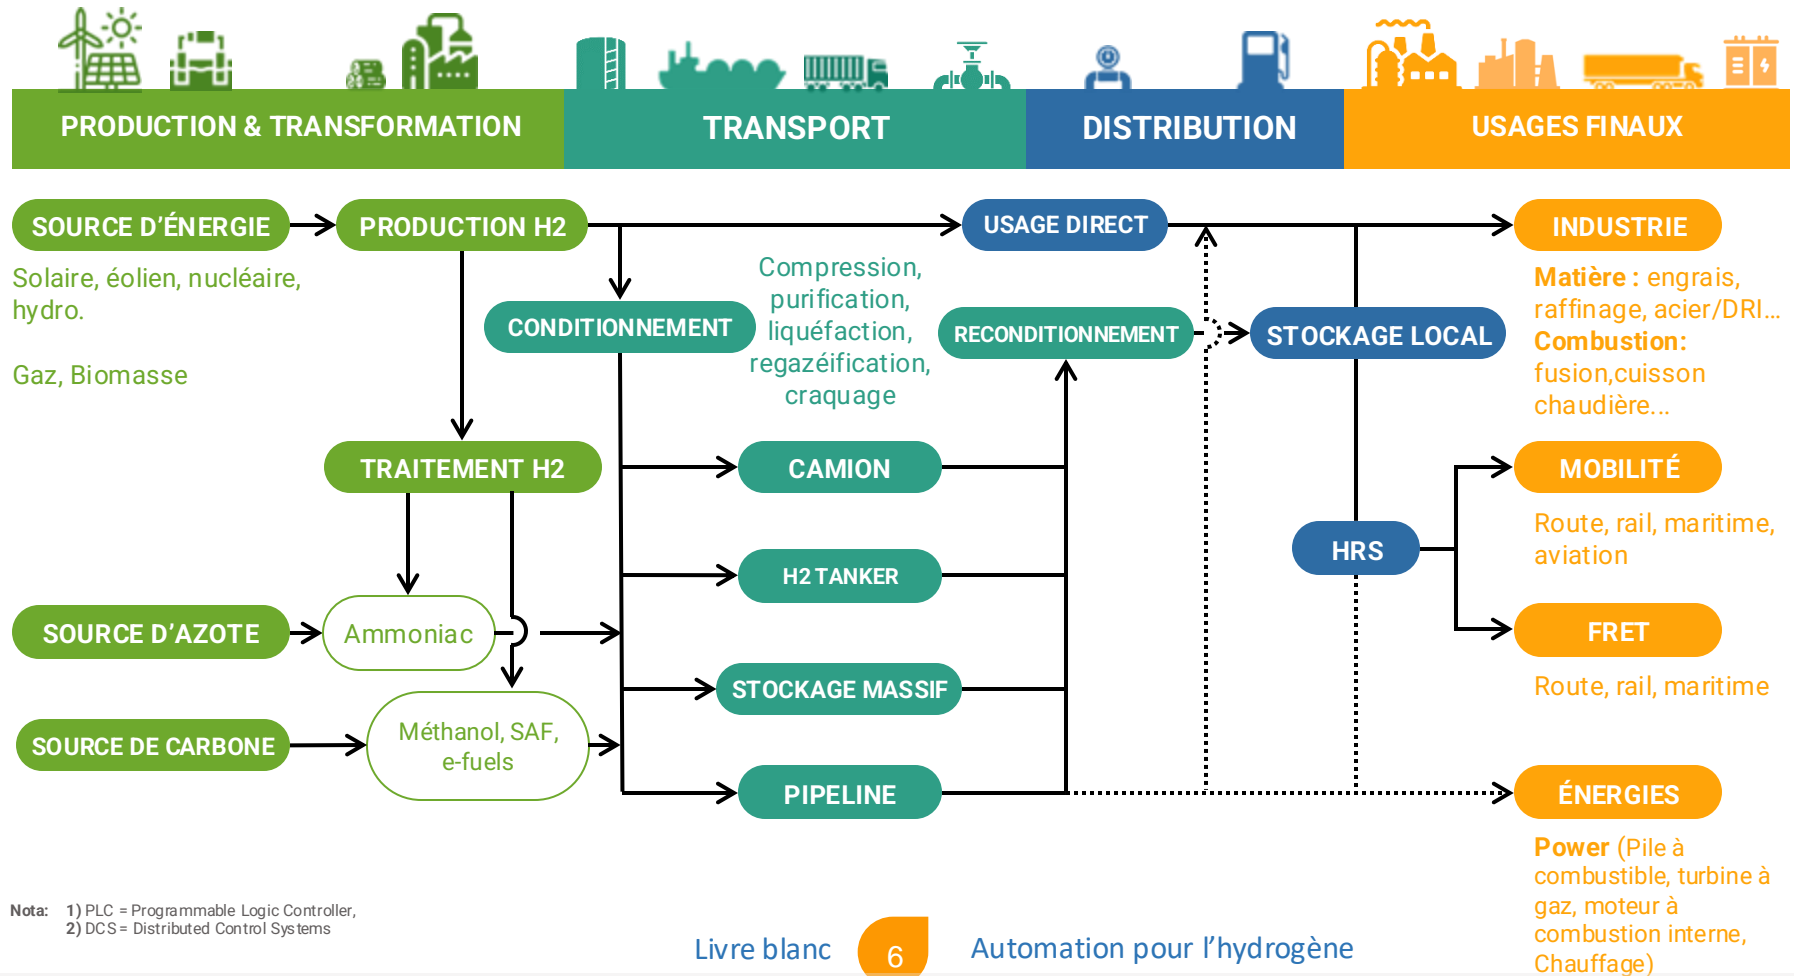 PRODUCTION & TRANSFORMATION
TRANSPORT
DISTRIBUTION
USAGES FINAUX
SOURCE D'ÉNERGIE
PRODUCTION H2
USAGE DIRECT
INDUSTRIE
Solaire, éolien, nucléaire,
hydro.
Gaz, Biomasse
CONDITIONNEMENT
Compression,
purification,
liquéfaction,
regazéification,
craquage
RECONDITIONNEMENT
STOCKAGE LOCAL
Matière : engrais,
raffinage, acier/DRI...
Combustion:
fusion,cuisson
chaudière...
TRAITEMENT H2
CAMION
MOBILITÉ
Route, rail, maritime,
aviation
HRS
H2 TANKER
SOURCE D'AZOTE
Ammoniac
FRET
Route, rail, maritime
STOCKAGE MASSIF
SOURCE DE CARBONE
Méthanol, SAF,
e-fuels
PIPELINE
ÉNERGIES
Power (Pile à
combustible, turbine à
gaz, moteur à
combustion interne,
Chauffage)
Nota: 1) PLC = Programmable Logic Controller,
2) DCS = Distributed Control Systems
Livre blanc 6 Automation pour l'hydrogène